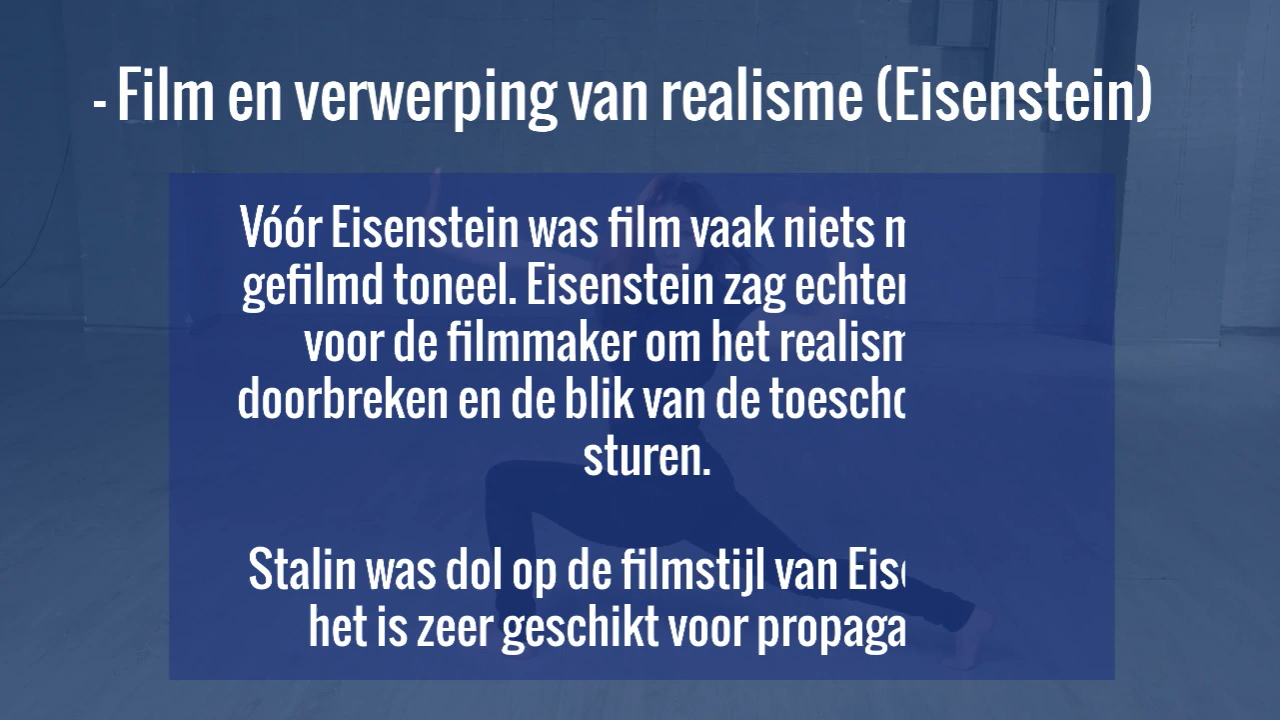 - Film en verwerping van realisme (Eisenstein)
Vóór Eisenstein was film vaak niets
gefilmd toneel. Eisenstein zag echter
voor de filmmaker om het
doorbreken en de blik van de
sturen.
Stalin was dol op de filmstijl van
het is zeer geschikt voor